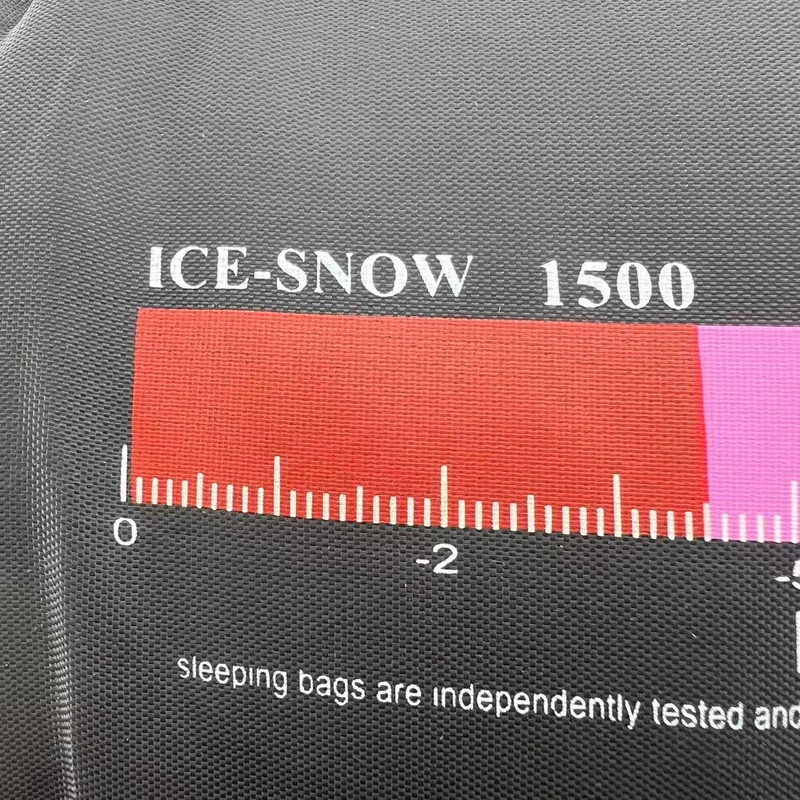 ICE-SNOW 1500
0 -2
sleeping bags are independently tested and